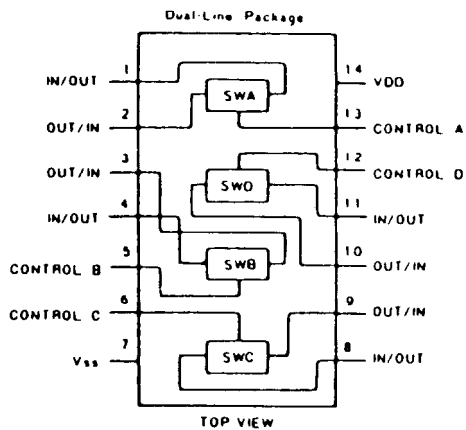 Dual-Line Package
1
IN/OUT
2
OUT/IN
3
OUT/IN
4
IN/OUT
5
CONTROL B
6
CONTROL C
7
Vss
SWA
SWD
SWB
SWC
14
VDD
13
CONTROL A
12
CONTROL D
11
IN/OUT
10
OUT/IN
9
OUT/IN
8
IN/OUT
TOP VIEW